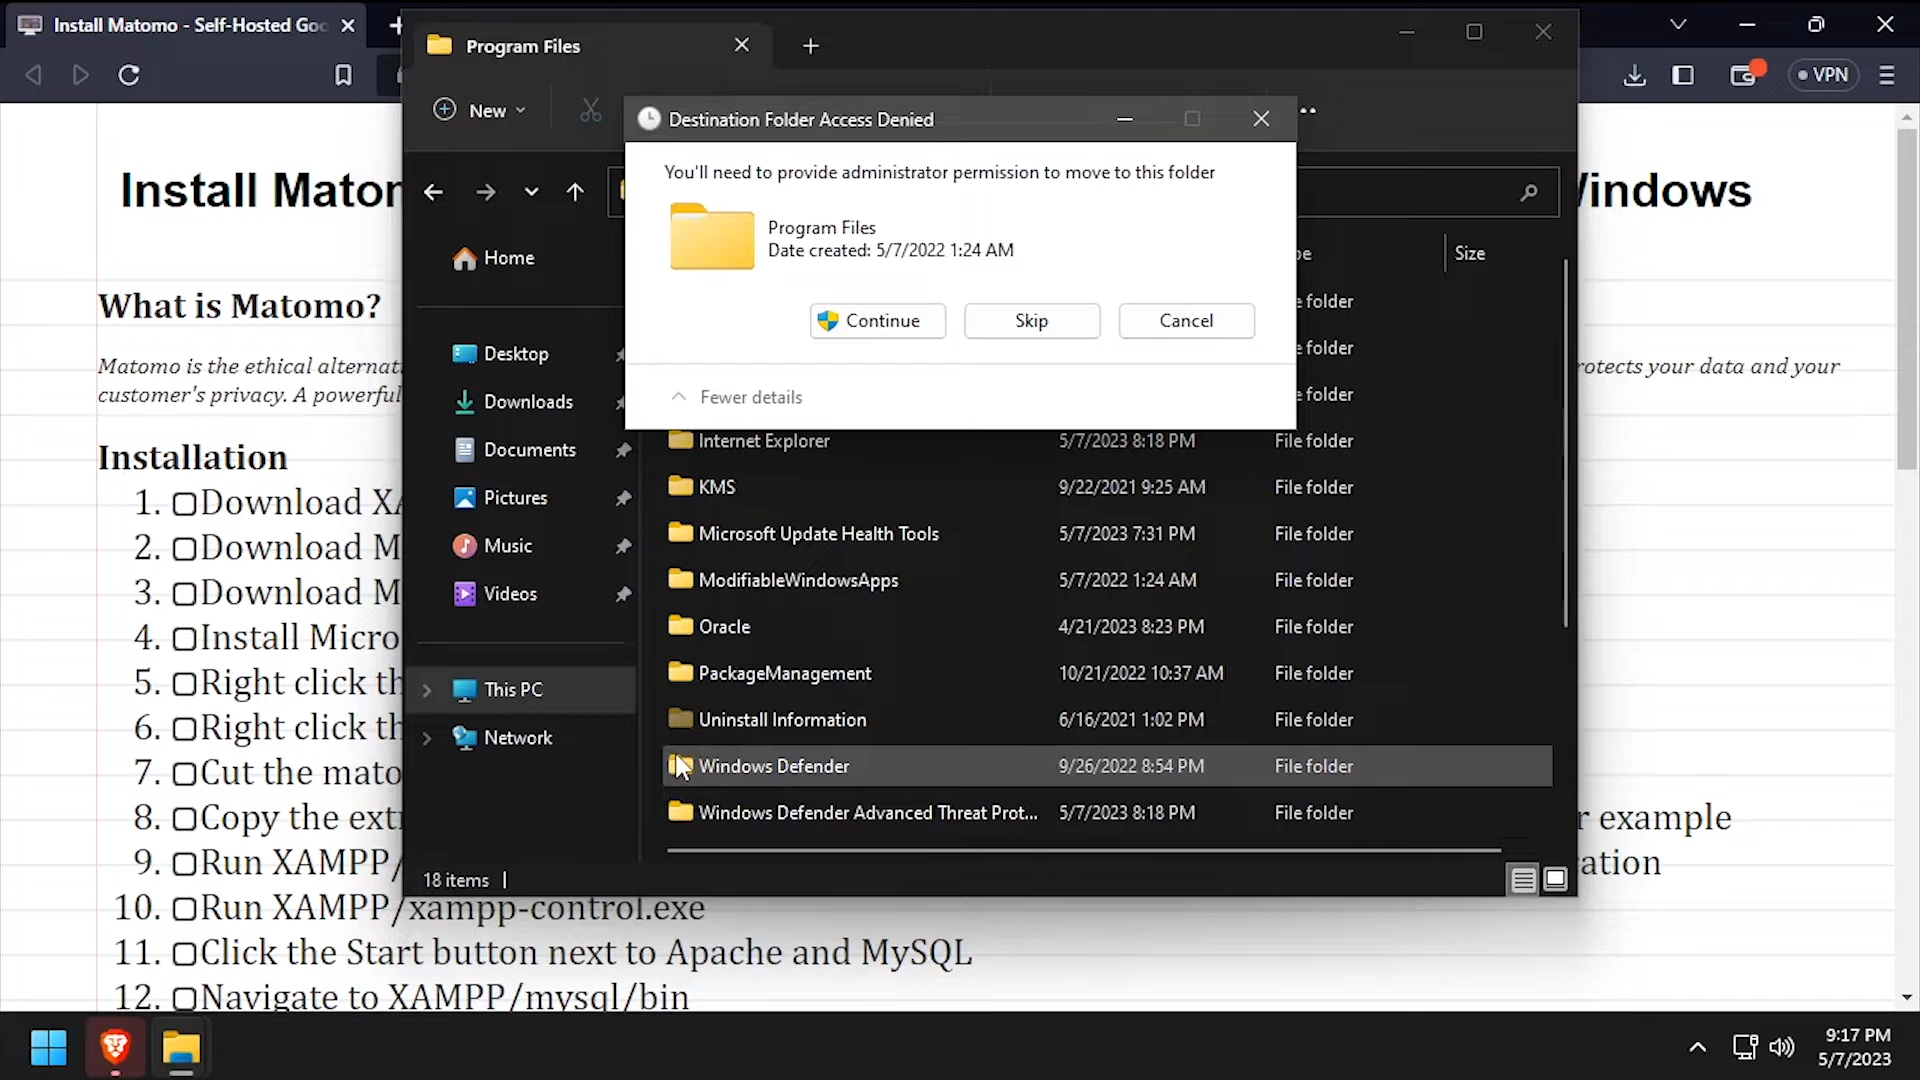 Install Matomo - Self-Hosted Goo
VPN
Program Files
New
Destination Folder Access Denied
You'll need to provide administrator permission to move to this folder
Program Files
Date created: 5/7/2022 1:24 AM
Continue
Skip
Cancel
Fewer details
Size
Home
Desktop
Downloads
Documents
Pictures
Music
Videos
This PC
Network
e folder
e folder
e folder
Internet Explorer 5/7/2023 8:18 PM File folder
KMS 9/22/2021 9:25 AM File folder
Microsoft Update Health Tools 5/7/2023 7:31 PM File folder
ModifiableWindowsApps 5/7/2022 1:24 AM File folder
Oracle 4/21/2023 8:23 PM File folder
PackageManagement 10/21/2022 10:37 AM File folder
Uninstall Information 6/16/2021 1:02 PM File folder
Windows Defender 9/26/2022 8:54 PM File folder
Windows Defender Advanced Threat Prot... 5/7/2023 8:18 PM File folder
18 items
Install Mator Windows
What is Matomo?
Matomo is the ethical alternati rotects your data and your
customer's privacy. A powerful
Installation
1. Download XA
2. Download M
3. Download M
4. Install Micro
5. Right click th
6. Right click th
7. Cut the mato
8. Copy the extr r example
9. Run XAMPP/ ation
10. Run XAMPP/xampp-control.exe
11. Click the Start button next to Apache and MySQL
12. Navigate to XAMPP/mysql/bin
9:17 PM
5/7/2023